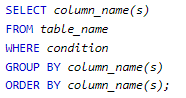 SELECT column_name(s)
FROM table_name
WHERE condition
GROUP BY column_name(s)
ORDER BY column_name(s);